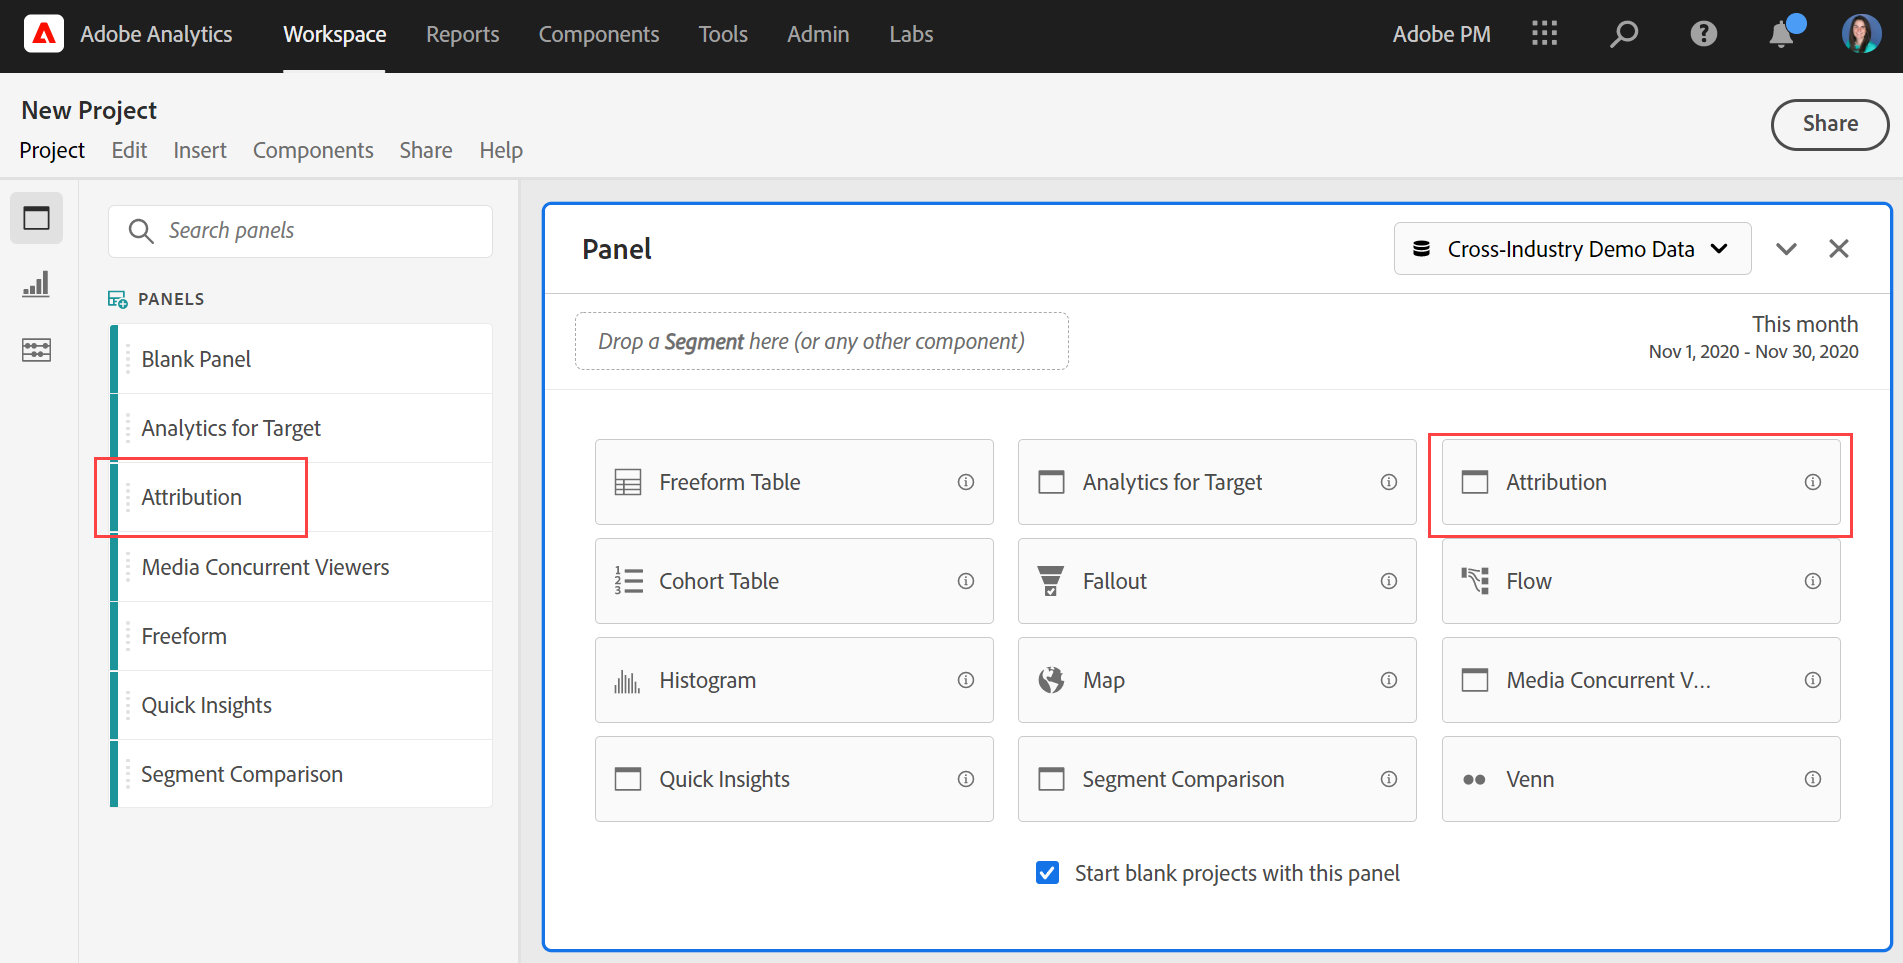 Adobe Analytics
Workspace
Reports
Components
Tools
Admin
Labs
Adobe PM
New Project
Project
Edit
Insert
Components
Share
Help
Share
Search panels
PANELS
Blank Panel
Analytics for Target
Attribution
Media Concurrent Viewers
Freeform
Quick Insights
Segment Comparison
Panel
Cross-Industry Demo Data
Drop a Segment here (or any other component)
This month
Nov 1, 2020 - Nov 30, 2020
Freeform Table
Analytics for Target
Attribution
Cohort Table
Fallout
Flow
Histogram
Map
Media Concurrent V...
Quick Insights
Segment Comparison
Venn
Start blank projects with this panel